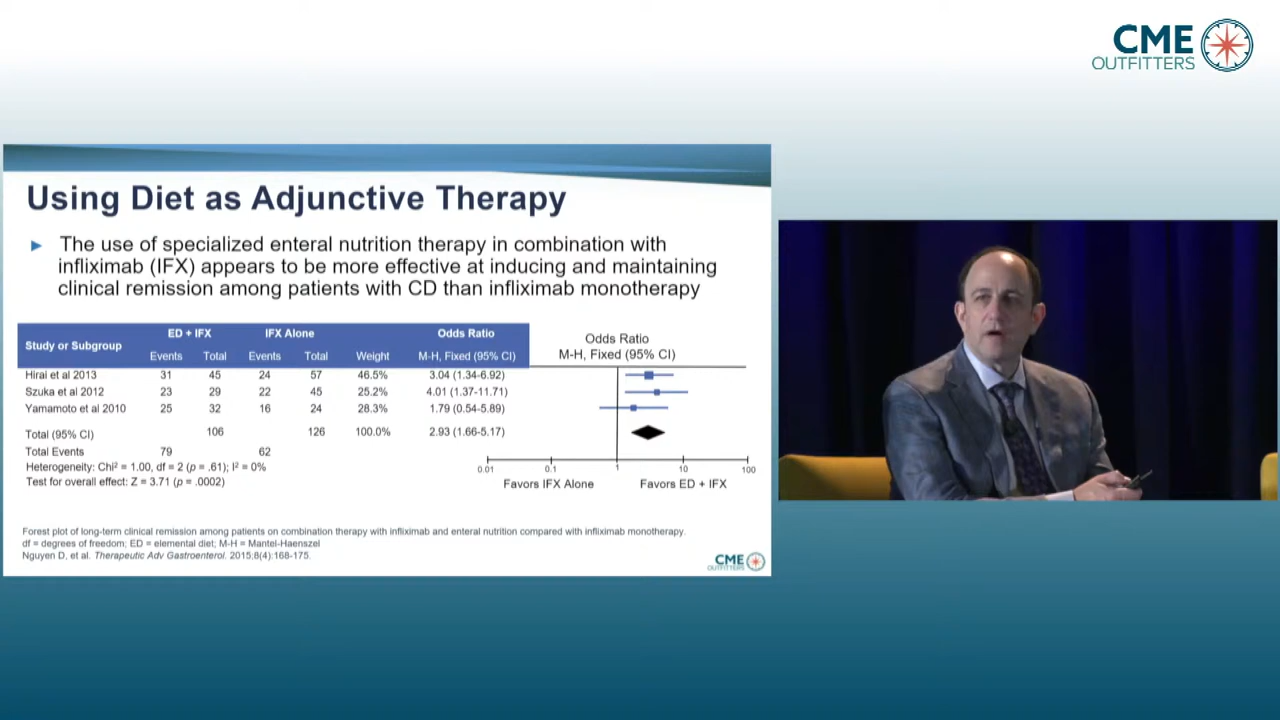 CME
OUTFITTERS
Using Diet as Adjunctive Therapy
The use of specialized enteral nutrition therapy in combination with
infliximab (IFX) appears to be more effective at inducing and maintaining
clinical remission among patients with CD than infliximab monotherapy
Study or Subgroup ED + IFX IFX Alone Odds Ratio
Events Total Events Total Weight M-H, Fixed (95% CI)
Odds Ratio
M-H, Fixed (95% CI)
Hirai et al 2013 31 45 24 57 46.5% 3.04 (1.34-6.92)
Szuka et al 2012 23 29 22 45 25.2% 4.01 (1.37-11.71)
Yamamoto et al 2010 25 32 16 24 28.3% 1.79 (0.54-5.89)
Total (95% CI) 106 126 100.0% 2.93 (1.66-5.17)
Total Events 79 62
Heterogeneity: Chi² = 1.00, df = 2 (p = .61); I² = 0%
Test for overall effect: Z = 3.71 (p = .0002)
0.01 0.1 1 10 100
Favors IFX Alone Favors ED + IFX
Forest plot of long-term clinical remission among patients on combination therapy with infliximab and enteral nutrition compared with infliximab monotherapy.
df = degrees of freedom; ED = elemental diet; M-H = Mantel-Haenszel
Nguyen D, et al. Therapeutic Adv Gastroenterol. 2015;8(4):168-175.
CME
OUTFITTERS